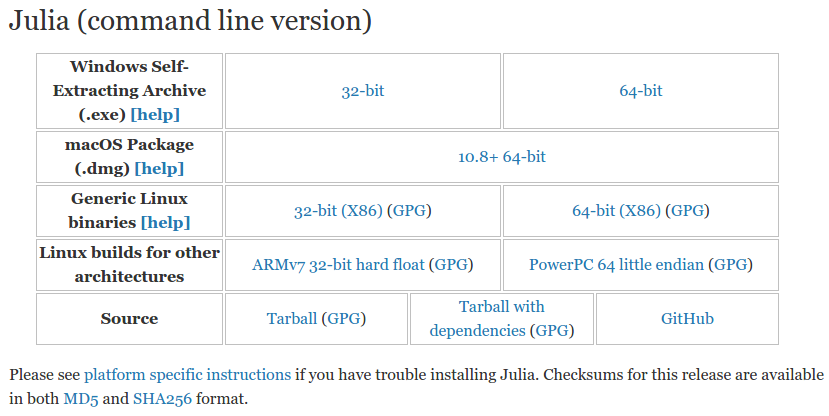 Julia (command line version)
Windows Self-
Extracting Archive
(.exe) [help]
32-bit
64-bit
macOS Package
(.dmg) [help]
10.8+ 64-bit
Generic Linux
binaries [help]
32-bit (X86) (GPG)
64-bit (X86) (GPG)
Linux builds for other
architectures
ARMv7 32-bit hard float (GPG)
PowerPC 64 little endian (GPG)
Source
Tarball (GPG)
Tarball with
dependencies (GPG)
GitHub
Please see platform specific instructions if you have trouble installing Julia. Checksums for this release are available
in both MD5 and SHA256 format.